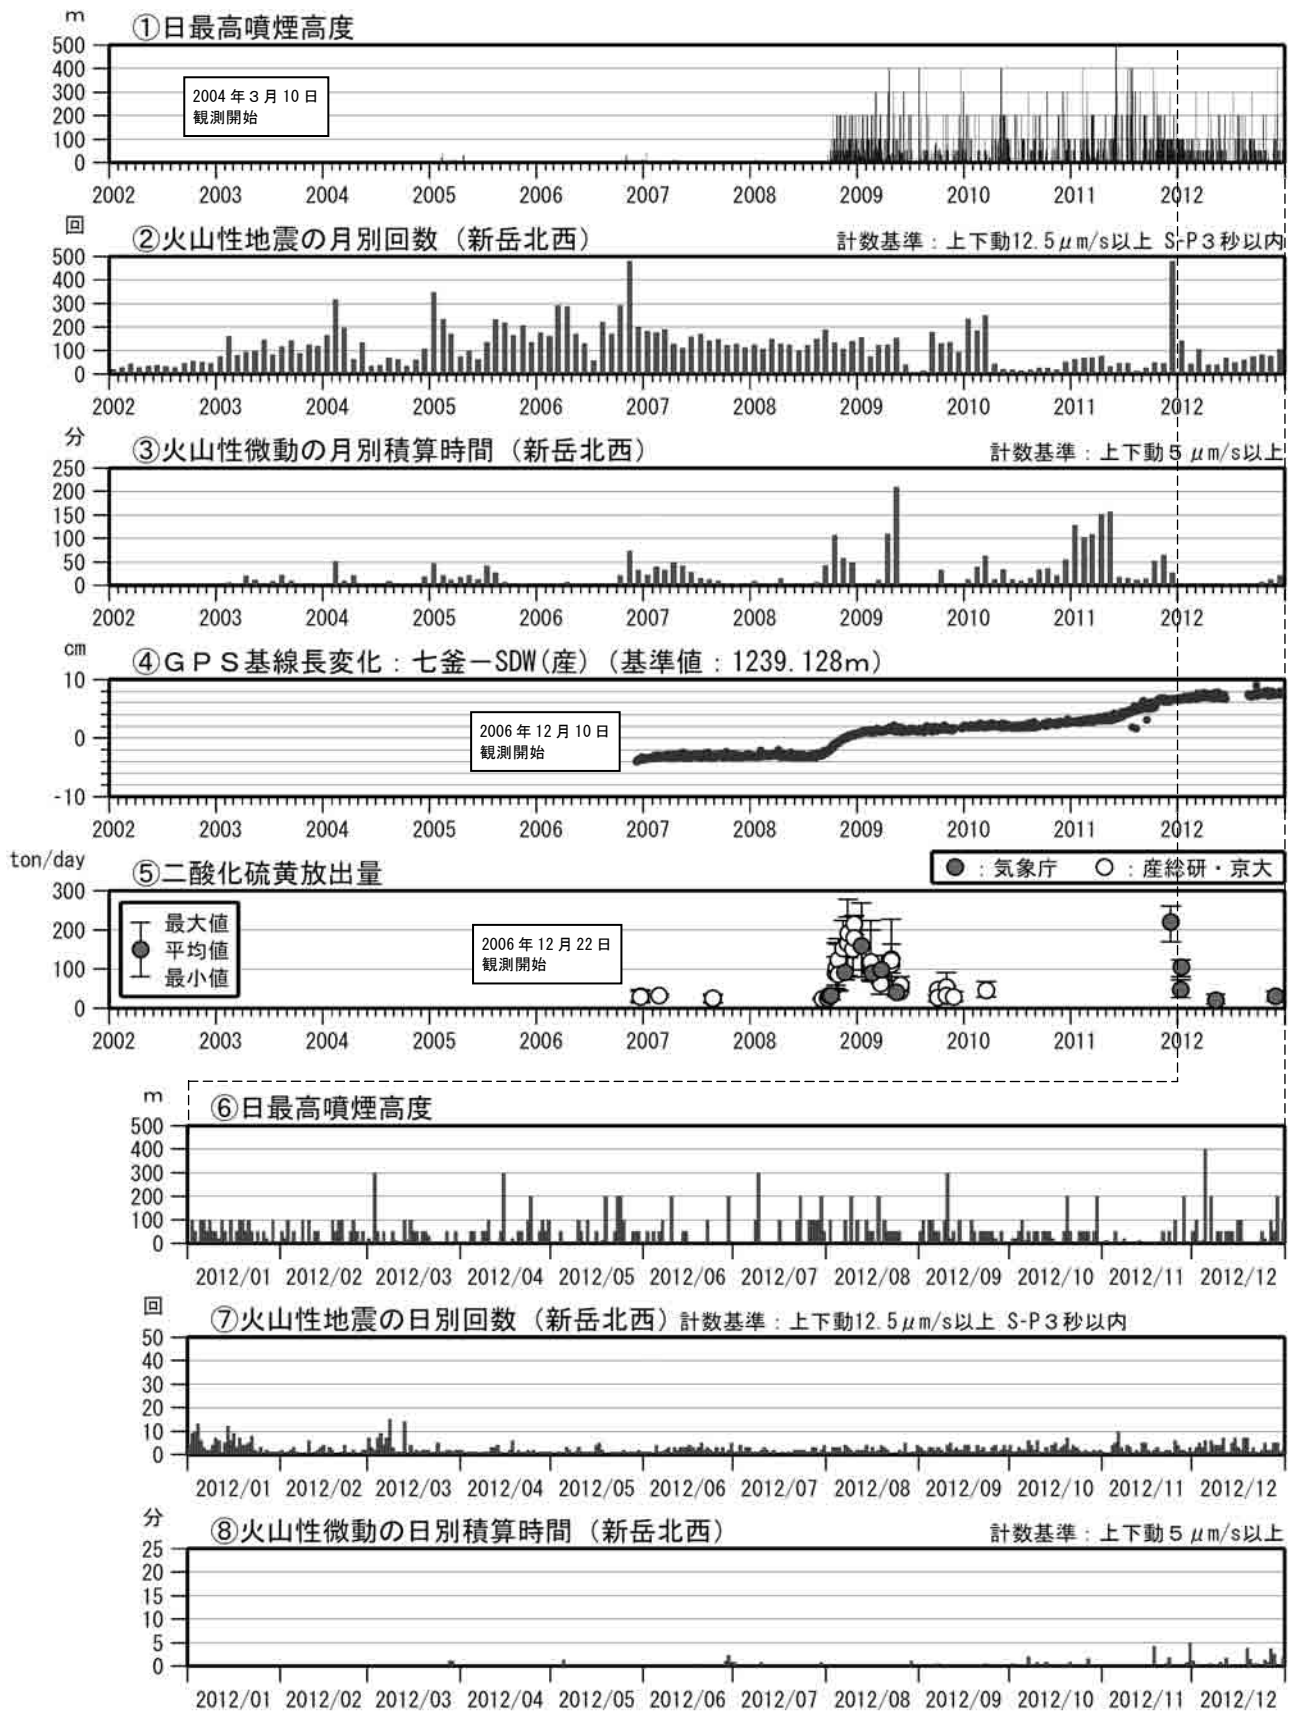 m
①日最高噴煙高度
500
400
300
200
100
0
2004年3月10日
観測開始
2002 2003 2004 2005 2006 2007 2008 2009 2010 2011 2012
回
②火山性地震の月別回数（新岳北西）
計数基準：上下動12.5μm/s以上 S-P3秒以内
500
400
300
200
100
0
2002 2003 2004 2005 2006 2007 2008 2009 2010 2011 2012
分
③火山性微動の月別積算時間（新岳北西）
計数基準：上下動5μm/s以上
250
200
150
100
50
0
2002 2003 2004 2005 2006 2007 2008 2009 2010 2011 2012
cm
④ＧＰＳ基線長変化：七釜－SDW(産)（基準値：1239.128m）
10
0
-10
2006年12月10日
観測開始
2002 2003 2004 2005 2006 2007 2008 2009 2010 2011 2012
ton/day
⑤二酸化硫黄放出量
●：気象庁 ○：産総研・京大
300
200
100
0
最大値
平均値
最小値
2006年12月22日
観測開始
2002 2003 2004 2005 2006 2007 2008 2009 2010 2011 2012
m
⑥日最高噴煙高度
500
400
300
200
100
0
2012/01 2012/02 2012/03 2012/04 2012/05 2012/06 2012/07 2012/08 2012/09 2012/10 2012/11 2012/12
回
⑦火山性地震の日別回数（新岳北西）計数基準：上下動12.5μm/s以上 S-P3秒以内
50
40
30
20
10
0
2012/01 2012/02 2012/03 2012/04 2012/05 2012/06 2012/07 2012/08 2012/09 2012/10 2012/11 2012/12
分
⑧火山性微動の日別積算時間（新岳北西）
計数基準：上下動5μm/s以上
25
20
15
10
5
0
2012/01 2012/02 2012/03 2012/04 2012/05 2012/06 2012/07 2012/08 2012/09 2012/10 2012/11 2012/12